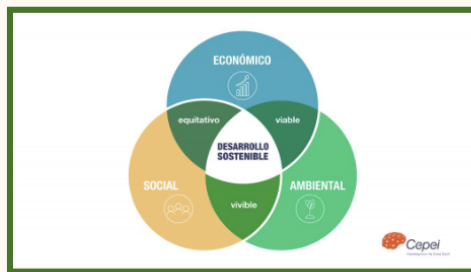 ECONÓMICO
equitativo
viable
DESARROLLO
SOSTENIBLE
SOCIAL
AMBIENTAL
vivible
Cepei